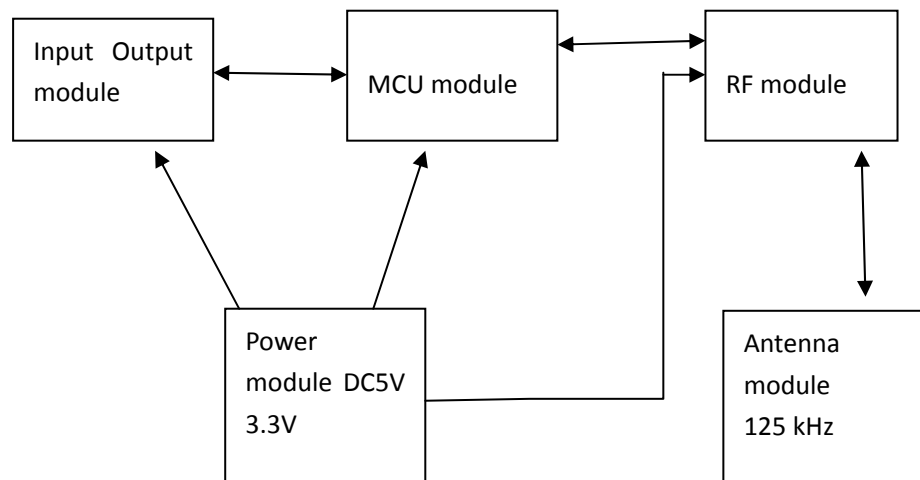 Input Output
module
MCU module
RF module
Power
module DC5V
3.3V
Antenna
module
125 kHz